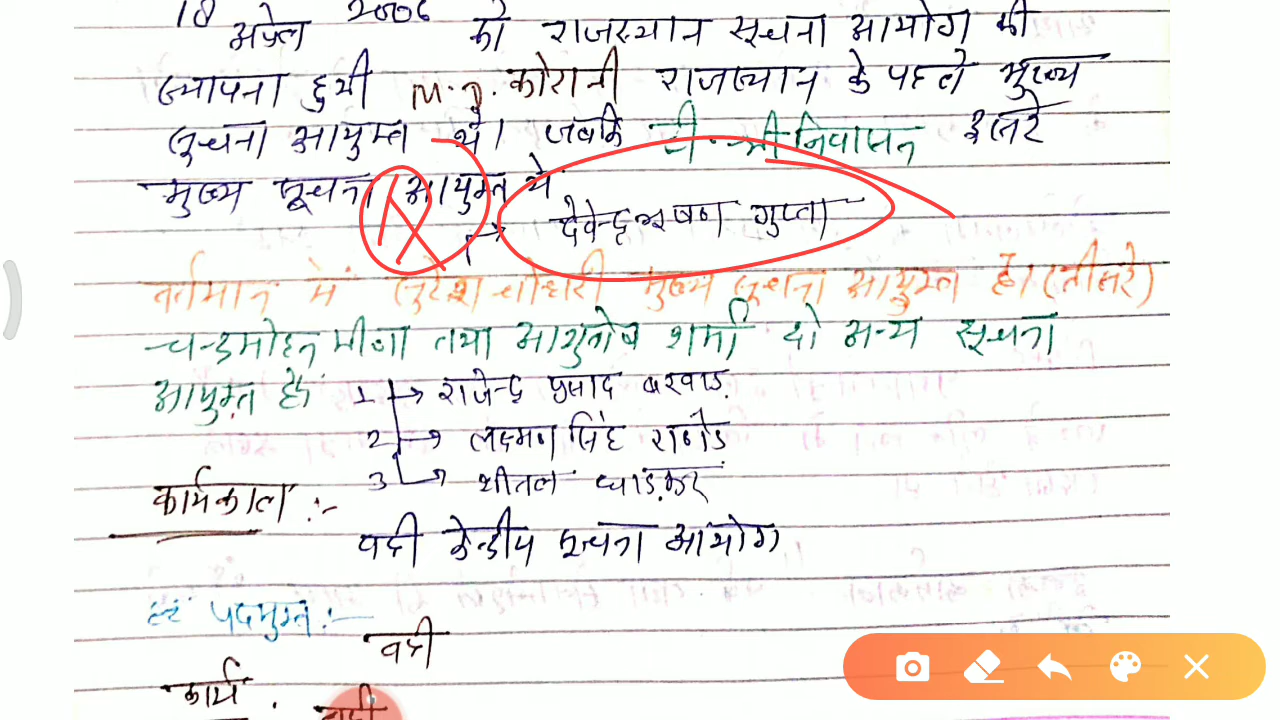 18 अप्रेल 2006 को राजस्थान सूचना आयोग की
स्थापना हुयी M.D. कोरानी राजस्थान के पहले मुख्य
सुचना आयुक्त थे। जबकि टी. श्रीनिवासन दुसरे
मुख्य सूचना आयुक्त थे
→ देवेन्द्र भूषण गुप्ता
वर्तमान में सुरेश चौधरी मुख्य सुचना आयुक्त है। (तीसरे)
चन्द्रमोहन मीणा तथा आशुतोष शर्मा दो अन्य सूचना
आयुक्त है। 1 → राजेन्द्र प्रसाद बरवाड़
2 → लक्ष्मण सिंह राठौड़
3 → शीतल धाड़कर
कार्यकाल :-
वही केन्द्रीय सूचना आयोग
पदमुक्त :-
वही
कार्य .
वही